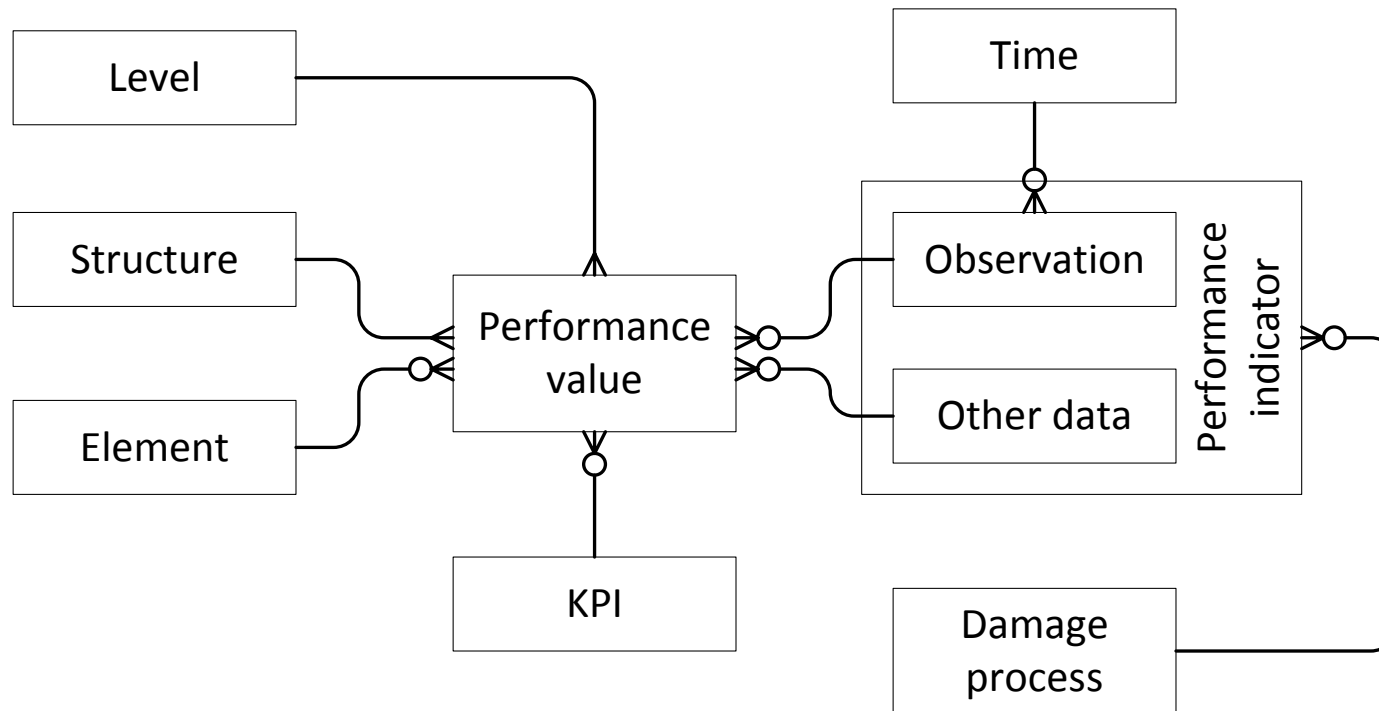 Level
Time
Structure
Observation
Performance
indicator
Performance
value
Other data
Element
KPI
Damage
process